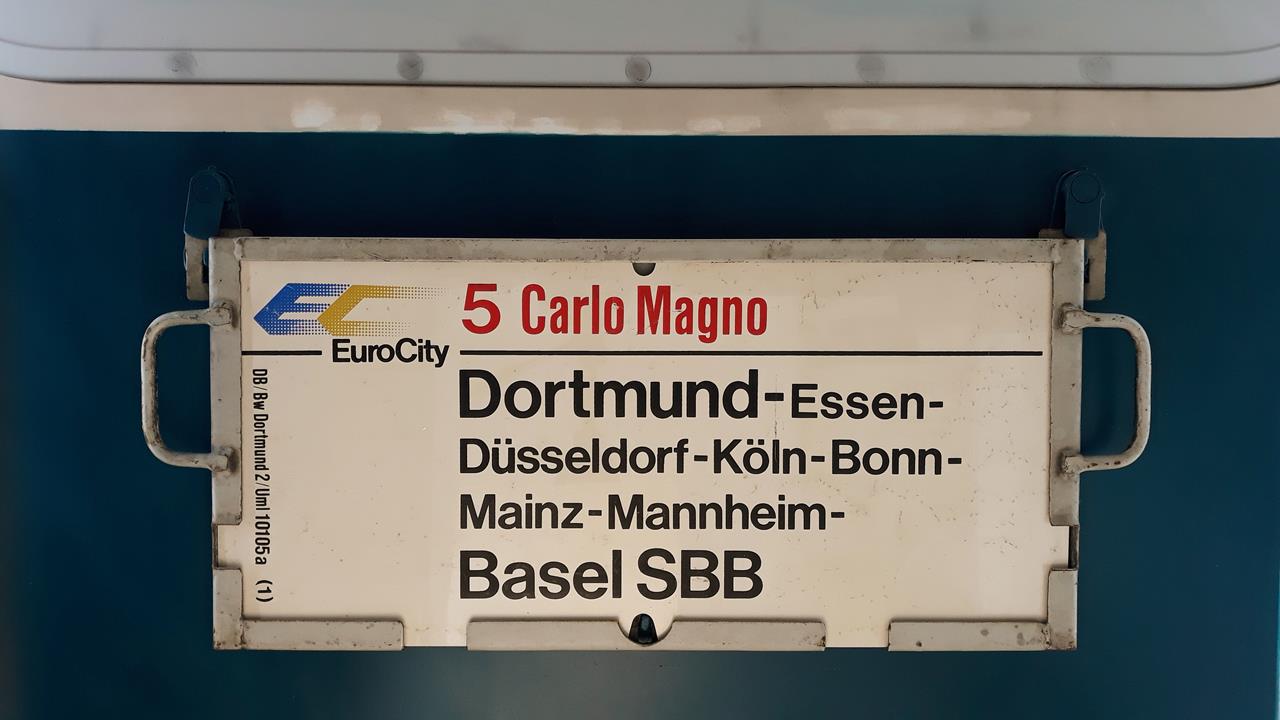 EC 5 Carlo Magno
EuroCity
Dortmund-Essen-
Düsseldorf-Köln-Bonn-
Mainz-Mannheim-
Basel SBB
DB/Bw Dortmund 2/Uml 10105a (1)